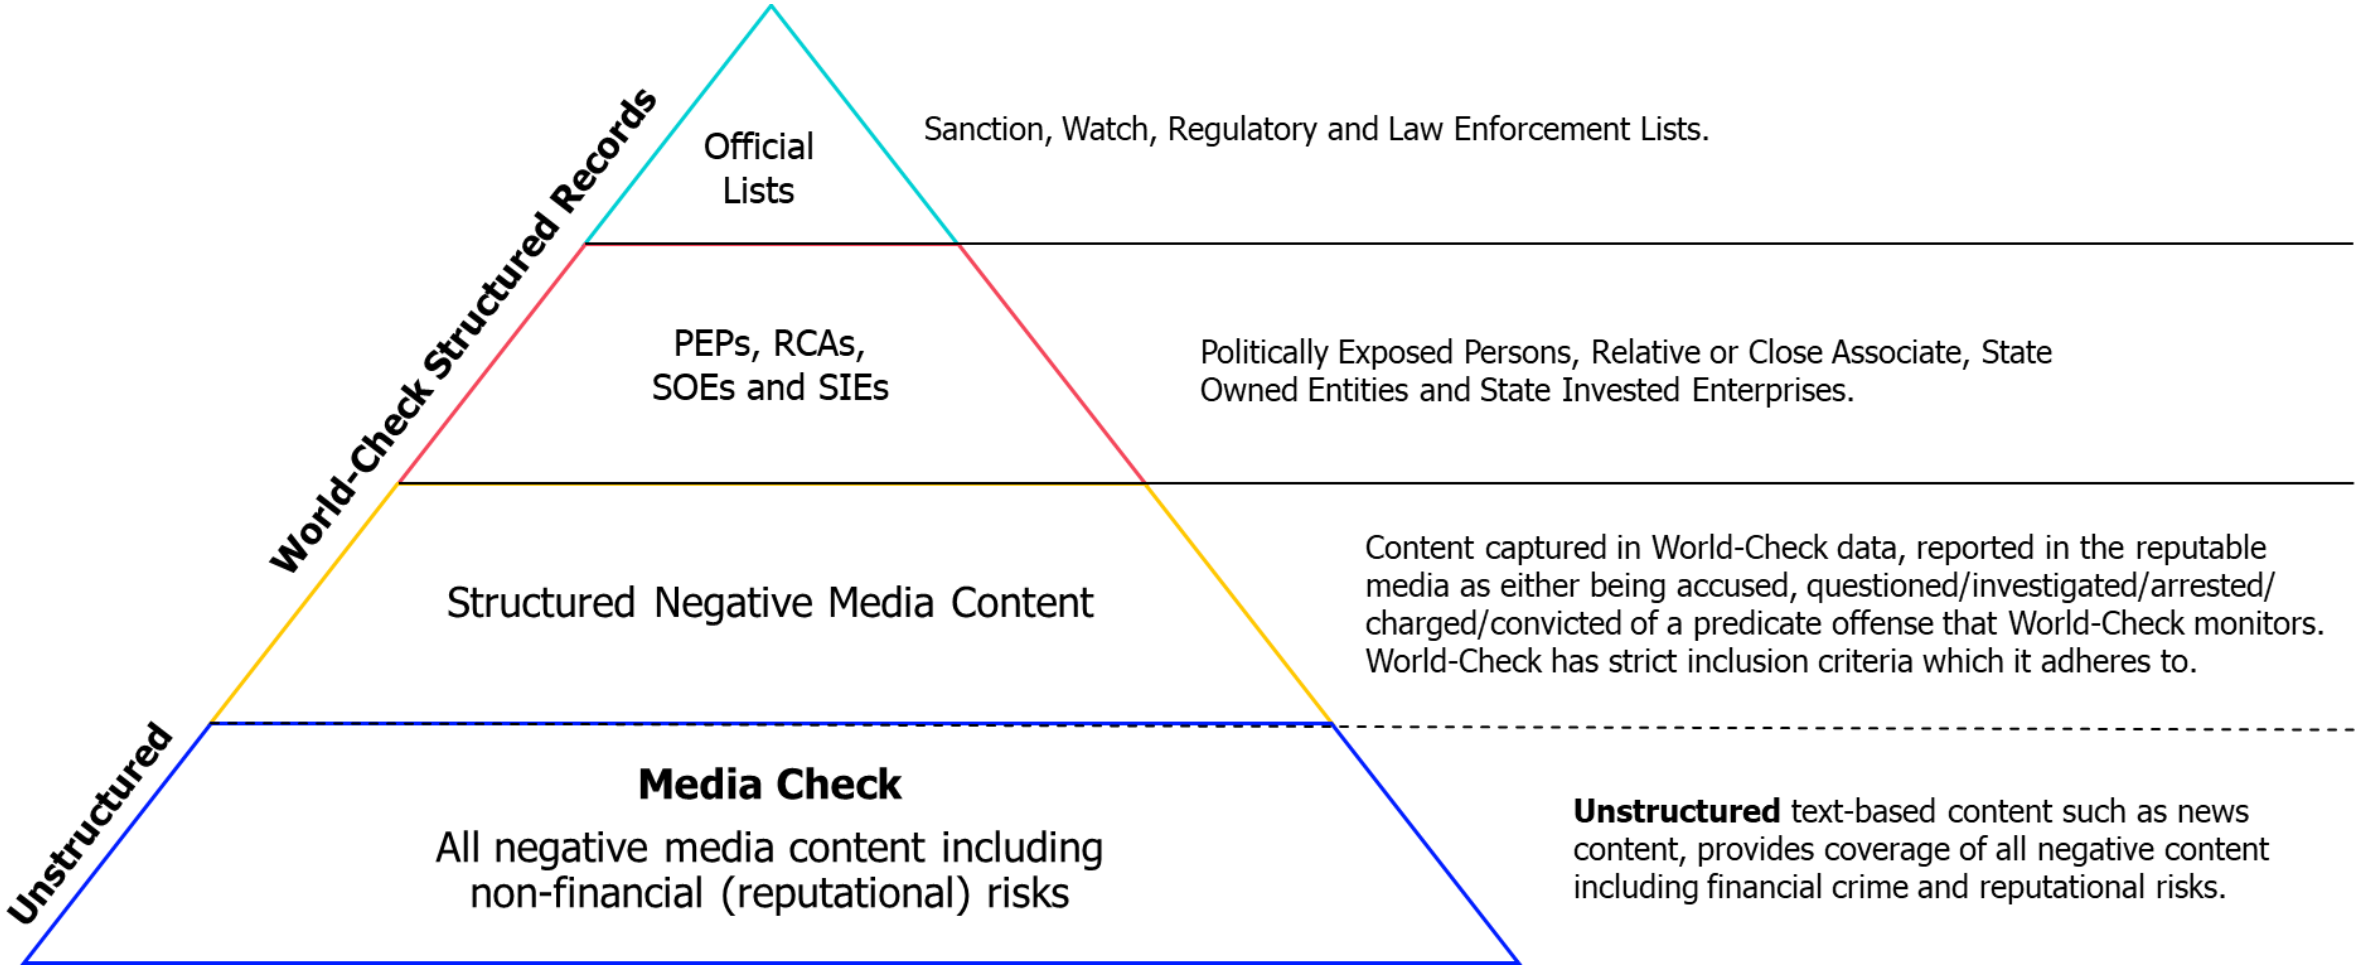 World-Check Structured Records
Official
Lists
Sanction, Watch, Regulatory and Law Enforcement Lists.
PEPs, RCAs,
SOEs and SIEs
Politically Exposed Persons, Relative or Close Associate, State
Owned Entities and State Invested Enterprises.
Structured Negative Media Content
Content captured in World-Check data, reported in the reputable
media as either being accused, questioned/investigated/arrested/
charged/convicted of a predicate offense that World-Check monitors.
World-Check has strict inclusion criteria which it adheres to.
Unstructured
Media Check
All negative media content including
non-financial (reputational) risks
Unstructured text-based content such as news
content, provides coverage of all negative content
including financial crime and reputational risks.